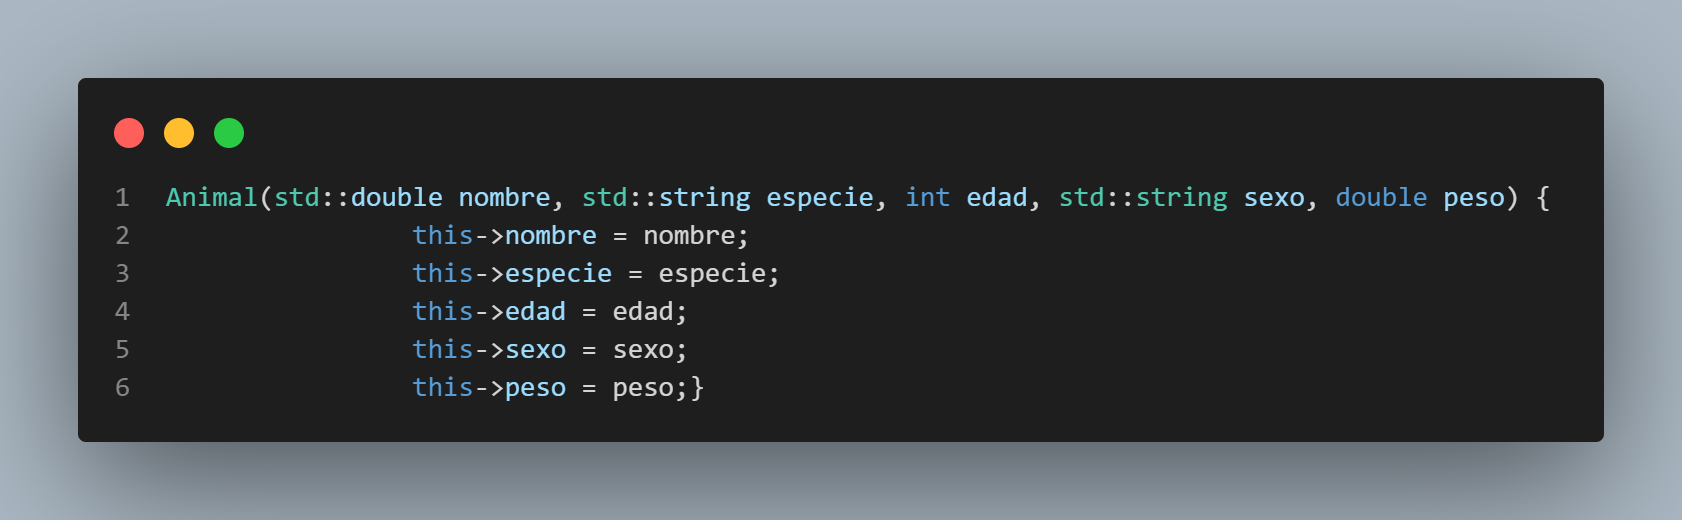 1 Animal(std::double nombre, std::string especie, int edad, std::string sexo, double peso) {
2 this->nombre = nombre;
3 this->especie = especie;
4 this->edad = edad;
5 this->sexo = sexo;
6 this->peso = peso;}